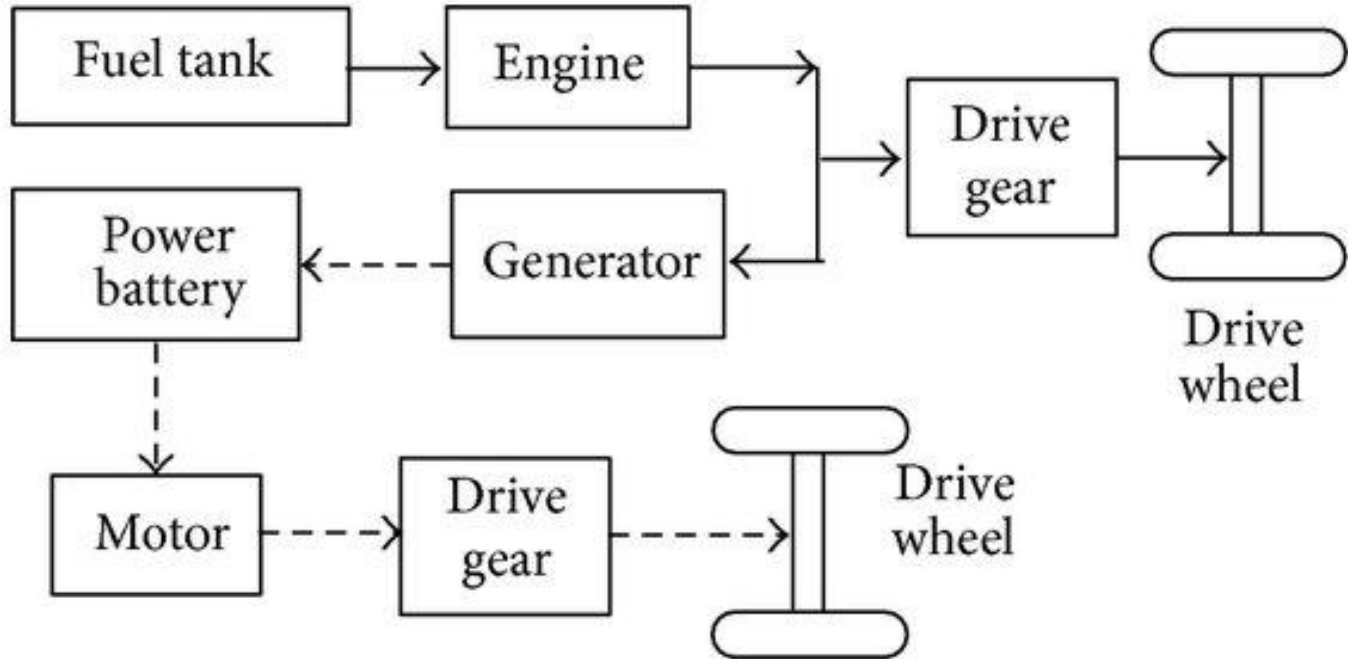 Fuel tank
Engine
Drive
gear
Power
battery
Generator
Drive
wheel
Motor
Drive
gear
Drive
wheel